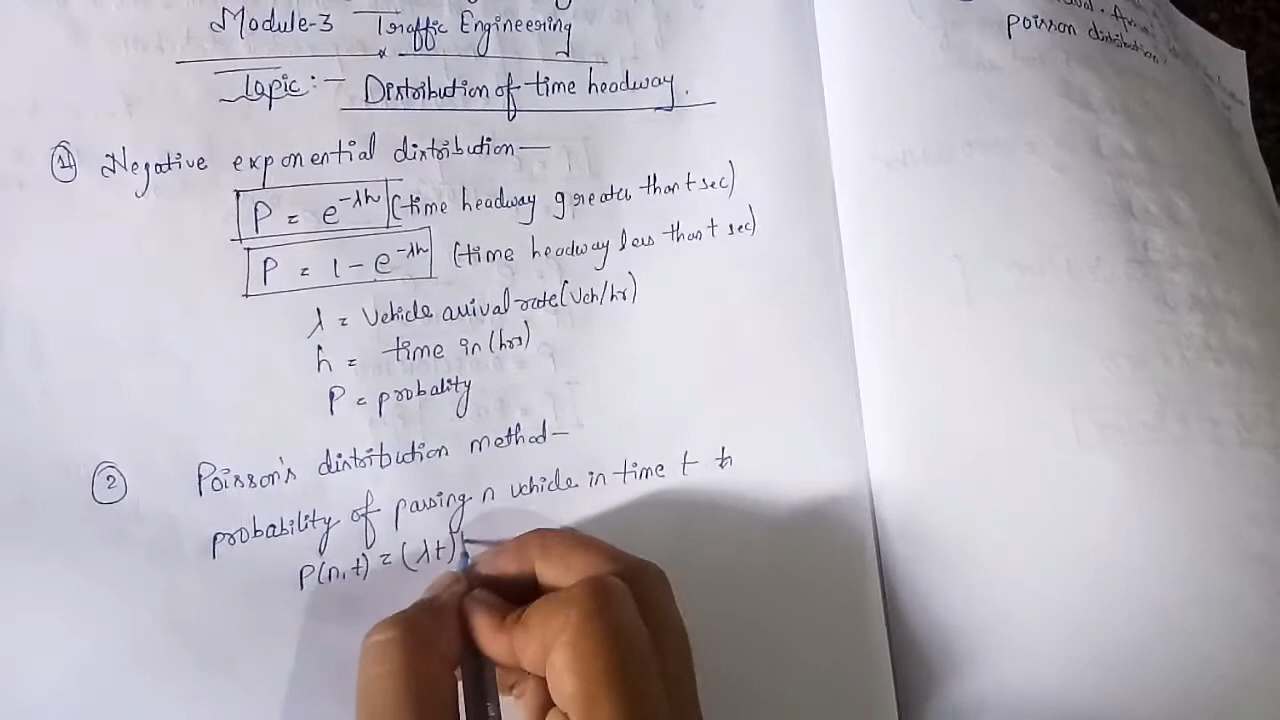 Module-3 Traffic Engineering
Topic:- Distribution of time headway.
① Negative exponential distribution—
P = e^-λh (time headway greater than t sec)
P = 1 - e^-λh (time headway less than t sec)
λ = Vehicle arrival rate (Veh/hr)
h = time in (hrs)
P = probality
② Poisson's distribution method—
probability of passing n vehicle in time t
P(n,t) = (λt)
poisson distribution